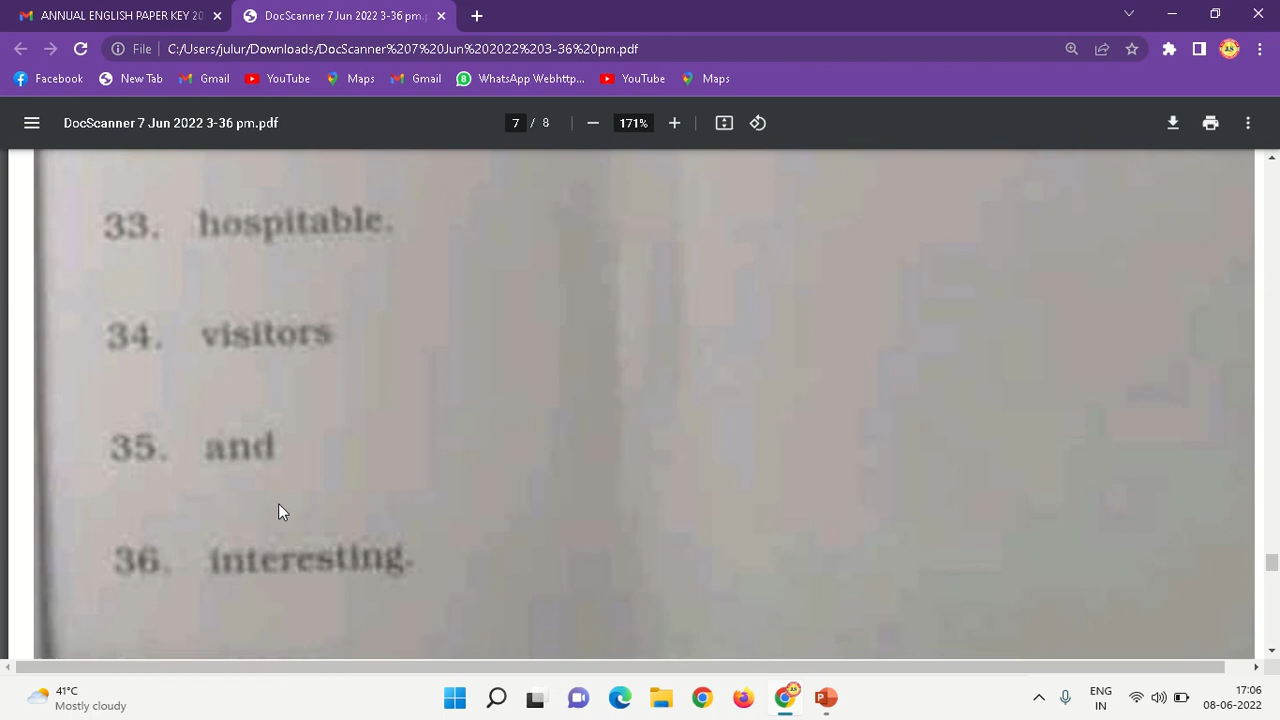 ANNUAL ENGLISH PAPER KEY 20
DocScanner 7 Jun 2022 3-36 pm.p
File C:/Users/julur/Downloads/DocScanner%207%20Jun%202022%203-36%20pm.pdf
Facebook New Tab Gmail YouTube Maps Gmail WhatsApp Webhttp... YouTube Maps
DocScanner 7 Jun 2022 3-36 pm.pdf 7 / 8 171%
33. hospitable.
34. visitors
35. and
36. interesting.
41°C
Mostly cloudy
ENG
IN
17:06
08-06-2022